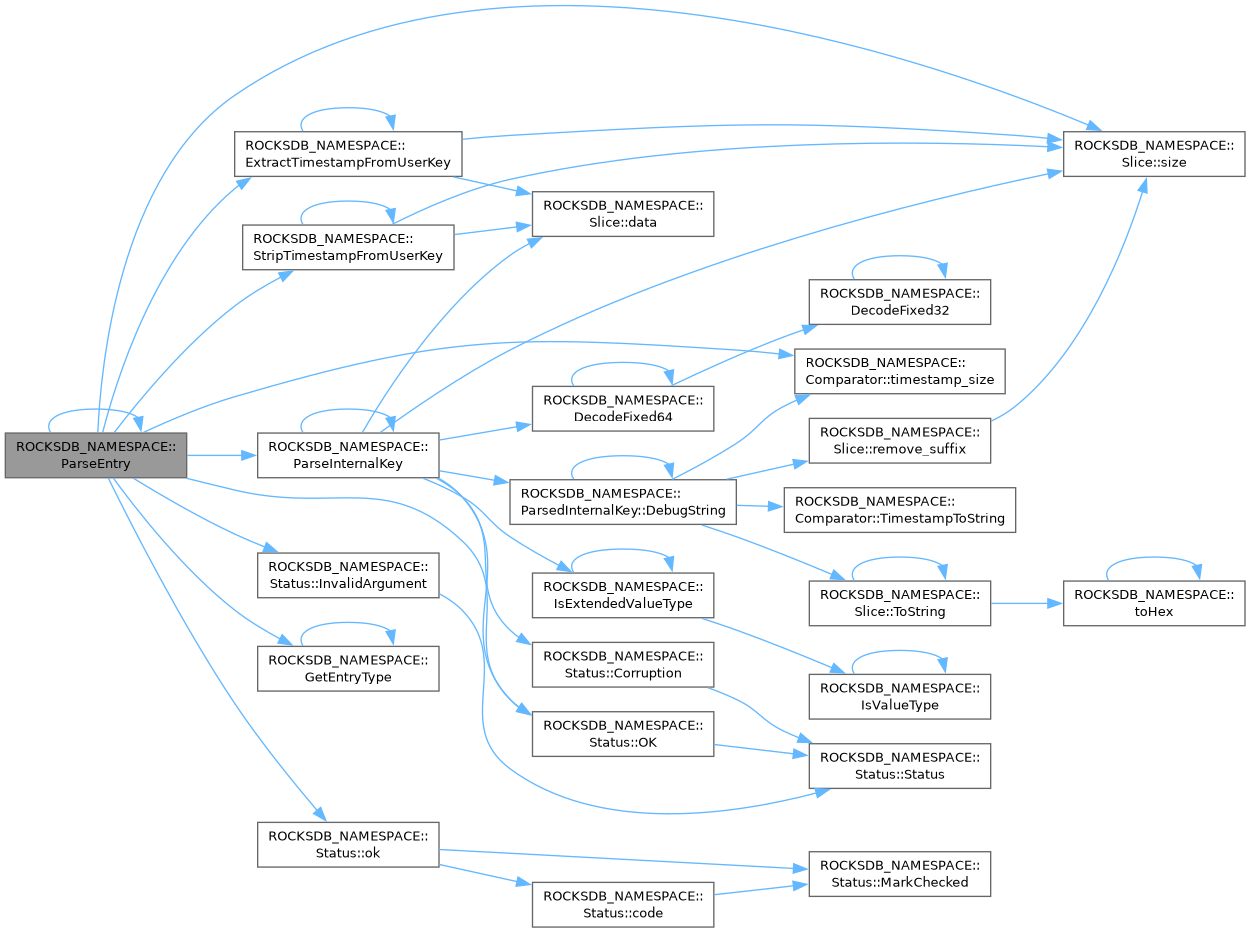 ROCKSDB_NAMESPACE::
ParseEntry
ROCKSDB_NAMESPACE::
ExtractTimestampFromUserKey
ROCKSDB_NAMESPACE::
StripTimestampFromUserKey
ROCKSDB_NAMESPACE::
ParseInternalKey
ROCKSDB_NAMESPACE::
Status::InvalidArgument
ROCKSDB_NAMESPACE::
GetEntryType
ROCKSDB_NAMESPACE::
Status::ok
ROCKSDB_NAMESPACE::
Slice::data
ROCKSDB_NAMESPACE::
DecodeFixed64
ROCKSDB_NAMESPACE::
ParsedInternalKey::DebugString
ROCKSDB_NAMESPACE::
IsExtendedValueType
ROCKSDB_NAMESPACE::
Status::Corruption
ROCKSDB_NAMESPACE::
Status::OK
ROCKSDB_NAMESPACE::
Status::code
ROCKSDB_NAMESPACE::
DecodeFixed32
ROCKSDB_NAMESPACE::
Comparator::timestamp_size
ROCKSDB_NAMESPACE::
Slice::remove_suffix
ROCKSDB_NAMESPACE::
Comparator::TimestampToString
ROCKSDB_NAMESPACE::
Slice::ToString
ROCKSDB_NAMESPACE::
IsValueType
ROCKSDB_NAMESPACE::
Status::Status
ROCKSDB_NAMESPACE::
Status::MarkChecked
ROCKSDB_NAMESPACE::
Slice::size
ROCKSDB_NAMESPACE::
toHex